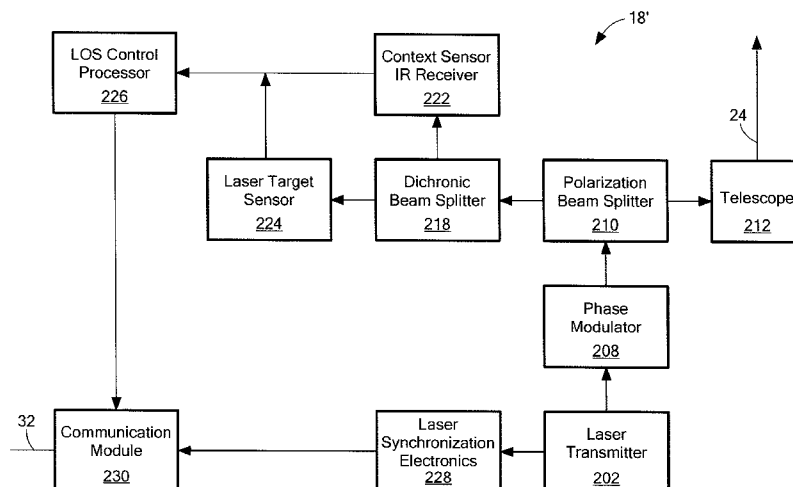 18'
LOS Control
Processor
226
Context Sensor
IR Receiver
222
24
Laser Target
Sensor
224
Dichronic
Beam Splitter
218
Polarization
Beam Splitter
210
Telescope
212
Phase
Modulator
208
32
Communication
Module
230
Laser
Synchronization
Electronics
228
Laser
Transmitter
202